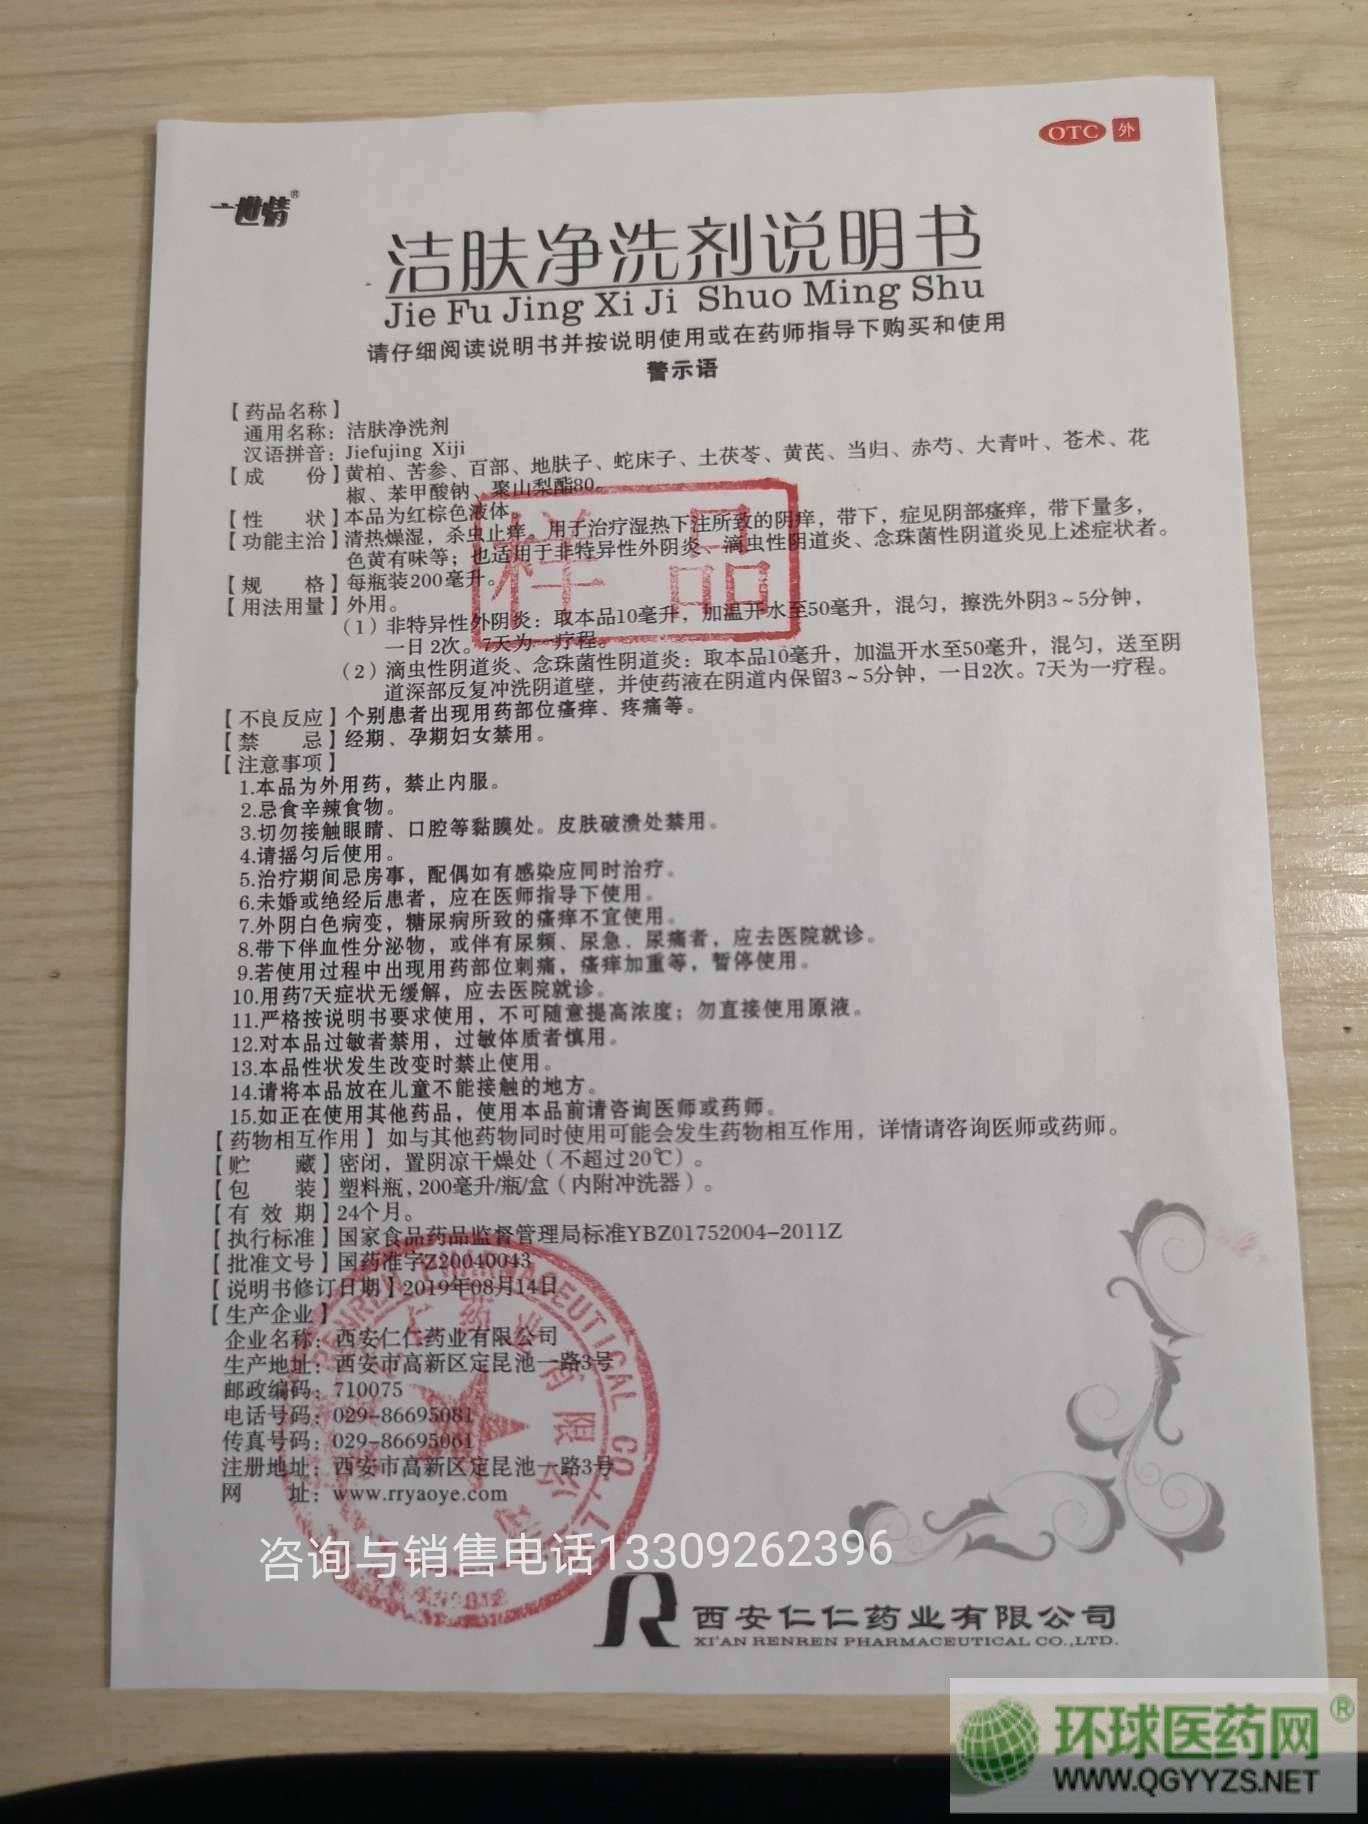 OTC 外
一世情®
洁肤净洗剂说明书
Jie Fu Jing Xi Ji Shuo Ming Shu
请仔细阅读说明书并按说明使用或在药师指导下购买和使用
警示语
【药品名称】
通用名称：洁肤净洗剂
汉语拼音：Jiefujing Xiji
【成 份】黄柏、苦参、百部、地肤子、蛇床子、土茯苓、黄芪、当归、赤芍、大青叶、苍术、花
椒、苯甲酸钠、聚山梨酯80。
【性 状】本品为红棕色液体
【功能主治】清热燥湿，杀虫止痒。用于治疗湿热下注所致的阴痒，带下，症见阴部瘙痒，带下量多，
色黄有味等；也适用于非特异性外阴炎、滴虫性阴道炎、念珠菌性阴道炎见上述症状者。
【规 格】每瓶装200毫升。
【用法用量】外用。
（1）非特异性外阴炎：取本品10毫升，加温开水至50毫升，混匀，擦洗外阴3～5分钟，
一日 2次。7天为一疗程。
（2）滴虫性阴道炎、念珠菌性阴道炎：取本品10毫升，加温开水至50毫升，混匀，送至阴
道深部反复冲洗阴道壁，并使药液在阴道内保留3～5分钟，一日2次。7天为一疗程。
样品
【不良反应】个别患者出现用药部位瘙痒、疼痛等。
【禁 忌】经期、孕期妇女禁用。
【注意事项】
1.本品为外用药，禁止内服。
2.忌食辛辣食物。
3.切勿接触眼睛、口腔等黏膜处。皮肤破溃处禁用。
4.请摇匀后使用。
5.治疗期间忌房事，配偶如有感染应同时治疗。
6.未婚或绝经后患者，应在医师指导下使用。
7.外阴白色病变，糖尿病所致的瘙痒不宜使用。
8.带下伴血性分泌物，或伴有尿频、尿急、尿痛者，应去医院就诊。
9.若使用过程中出现用药部位刺痛，瘙痒加重等，暂停使用。
10.用药7天症状无缓解，应去医院就诊。
11.严格按说明书要求使用，不可随意提高浓度；勿直接使用原液。
12.对本品过敏者禁用，过敏体质者慎用。
13.本品性状发生改变时禁止使用。
14.请将本品放在儿童不能接触的地方。
15.如正在使用其他药品，使用本品前请咨询医师或药师。
【药物相互作用】如与其他药物同时使用可能会发生药物相互作用，详情请咨询医师或药师。
【贮 藏】密闭，置阴凉干燥处（不超过20℃）。
【包 装】塑料瓶，200毫升/瓶/盒（内附冲洗器）。
【有 效 期】24个月。
【执行标准】国家食品药品监督管理局标准YBZ01752004-2011Z
【批准文号】国药准字Z20040043
【说明书修订日期】2019年08月14日
【生产企业】
企业名称：西安仁仁药业有限公司
生产地址：西安市高新区定昆池一路3号
邮政编码：710075
电话号码：029-86695081
传真号码：029-86695061
注册地址：西安市高新区定昆池一路3号
网 址：www.rryaoye.com
RENREN PHARMACEUTICAL CO.,LT
仁药业有限公司
咨询与销售电话13309262396
西安仁仁药业有限公司
XI'AN RENREN PHARMACEUTICAL CO.,LTD.
环球医药网®
WWW.QGYYZS.NET